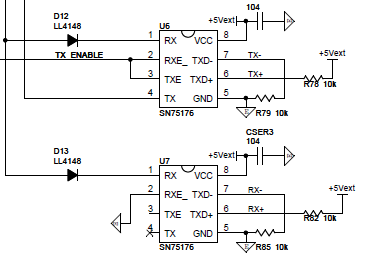 D12
LL4148
104
+5Vext
U6
1 RX VCC 8
TX_ENABLE 2 RXE_ TXD- 7 TX-
+5Vext
3 TXE TXD+ 6 TX+
R78 10k
4 TX GND 5
R79 10k
SN75176
D13
LL4148
CSER3
104
+5Vext
U7
1 RX VCC 8
2 RXE_ TXD- 7 RX-
+5Vext
3 TXE TXD+ 6 RX+
R82 10k
4 TX GND 5
R85 10k
SN75176